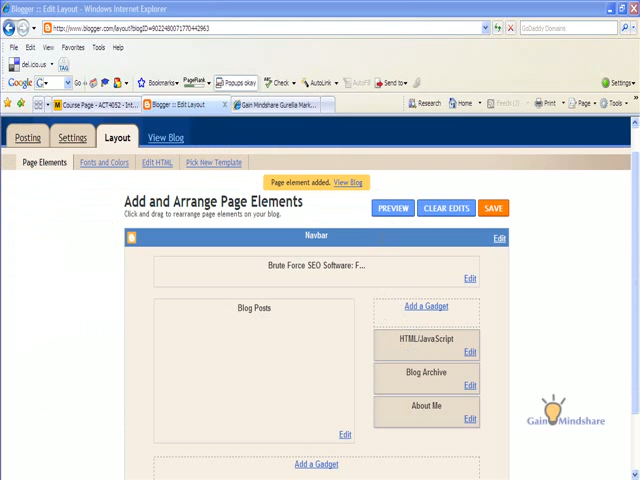 Blogger :: Edit Layout - Windows Internet Explorer
http://www.blogger.com/layout?blogID=9022480071770442963
GoDaddy Domains
File Edit View Favorites Tools Help
del.icio.us TAG
Google G Go Bookmarks PageRank Popups okay Check AutoLink AutoFill Send to Settings
Course Page - ACT4052 - Int... Blogger :: Edit Layout x Gain Mindshare Gurella Mark... Research Home Feeds Print Page Tools
Posting Settings Layout View Blog
Page Elements Fonts and Colors Edit HTML Pick New Template
Page element added. View Blog
Add and Arrange Page Elements
Click and drag to rearrange page elements on your blog.
PREVIEW CLEAR EDITS SAVE
Navbar
Edit
Brute Force SEO Software: F...
Edit
Blog Posts
Edit
Add a Gadget
HTML/JavaScript
Edit
Blog Archive
Edit
About Me
Edit
Add a Gadget
Gain Mindshare